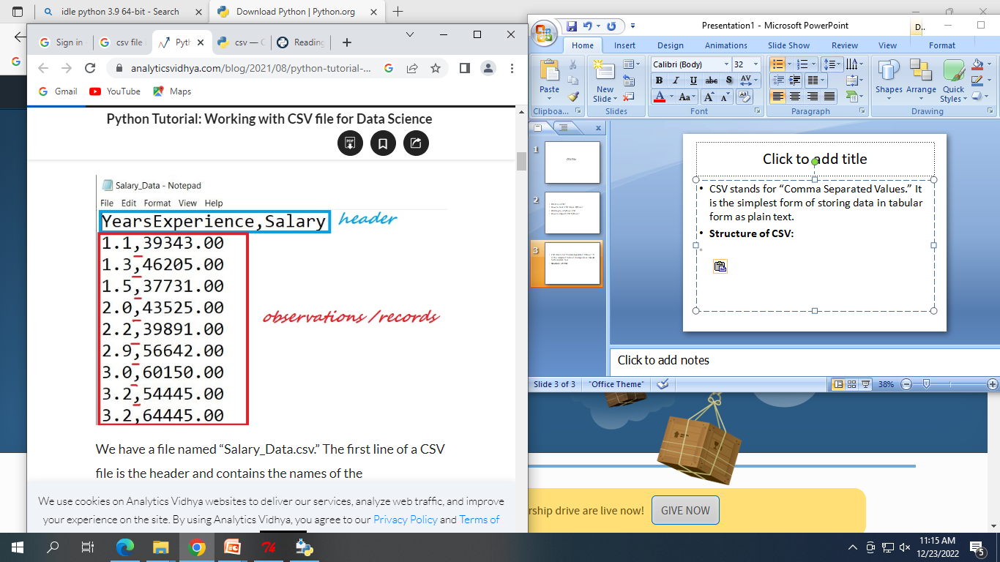 idle python 3.9 64-bit - Search
Download Python | Python.org
Sign in
csv file
Pyth
csv — C
Reading
analyticsvidhya.com/blog/2021/08/python-tutorial-...
Gmail
YouTube
Maps
Python Tutorial: Working with CSV file for Data Science
PDF
Salary_Data - Notepad
File Edit Format View Help
YearsExperience,Salary
header
1.1,39343.00
1.3,46205.00
1.5,37731.00
2.0,43525.00
2.2,39891.00
2.9,56642.00
3.0,60150.00
3.2,54445.00
3.2,64445.00
observations/records
We have a file named “Salary_Data.csv.” The first line of a CSV
file is the header and contains the names of the
We use cookies on Analytics Vidhya websites to deliver our services, analyze web traffic, and improve
your experience on the site. By using Analytics Vidhya, you agree to our Privacy Policy and Terms of
Presentation1 - Microsoft PowerPoint
D..
Home Insert Design Animations Slide Show Review View Format
Paste
New
Slide
Calibri (Body) 32
B I U abc S AV
A Aa A A
Shapes Arrange Quick
Styles
Clipboa... Slides Font Paragraph Drawing
1
2
3
Click to add title
• CSV stands for “Comma Separated Values.” It
is the simplest form of storing data in tabular
form as plain text.
• Structure of CSV:
Click to add notes
Slide 3 of 3 "Office Theme" 38%
rship drive are live now! GIVE NOW
11:15 AM
12/23/2022
5